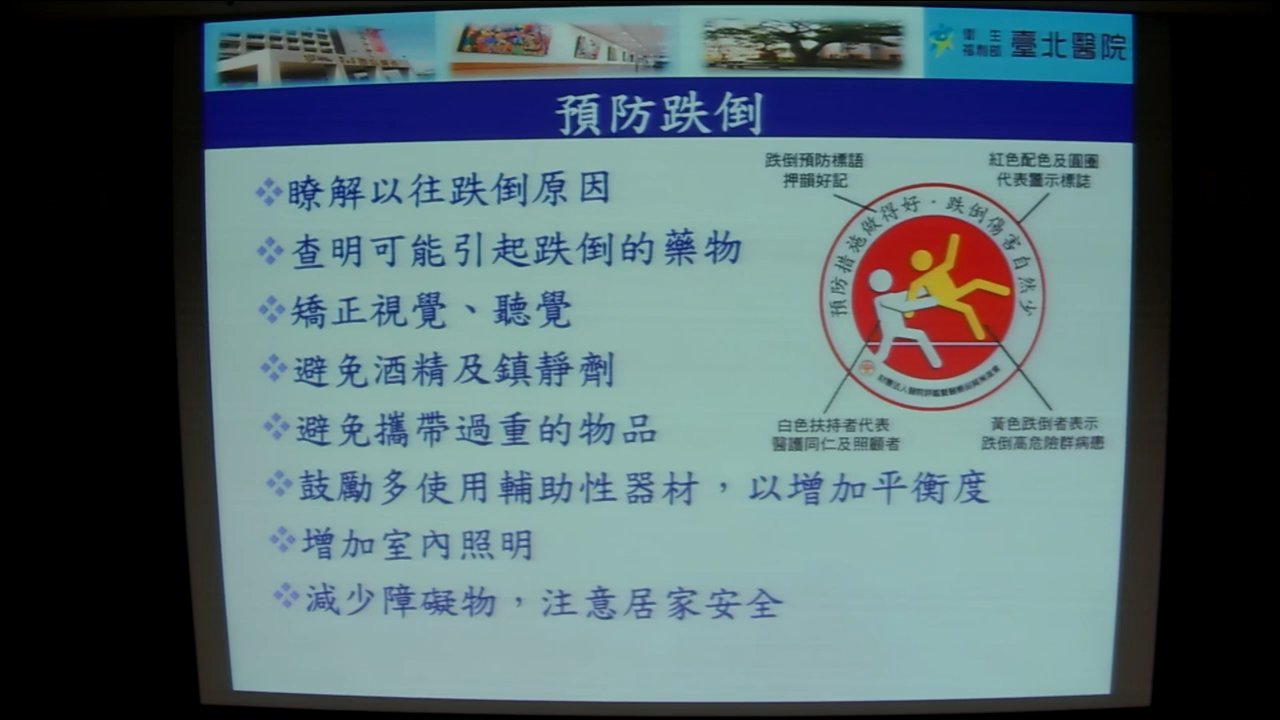 衛生
福利部 臺北醫院
預防跌倒
跌倒預防標語
押韻好記
紅色配色及圓圈
代表警示標誌
預防措施做得好・跌倒傷害自然少
瞭解以往跌倒原因
查明可能引起跌倒的藥物
矯正視覺、聽覺
避免酒精及鎮靜劑
避免攜帶過重的物品
白色扶持者代表
醫護同仁及照顧者
黃色跌倒者表示
跌倒高危險群病患
鼓勵多使用輔助性器材，以增加平衡度
增加室內照明
減少障礙物，注意居家安全